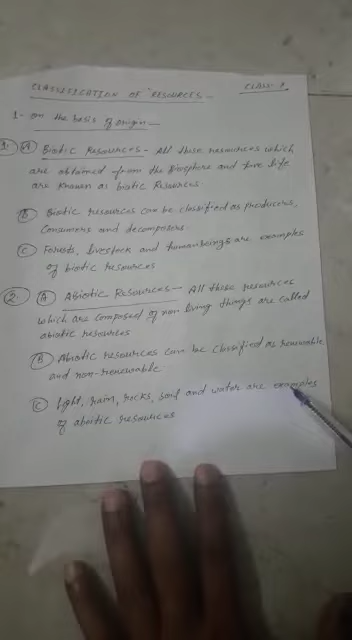 CLASSIFICATION OF RESOURCES -
CLASS-
1- on the basis of origin -
1. (A) Biotic Resources - All those resources which
are obtained from the Biosphere and have life
are known as biotic Resources.
(B) Biotic resources can be classified as producers,
consumers and decomposers.
(C) Forests, livestock and human beings are examples
of biotic resources
2. (A) Abiotic Resources - All those resources
which are composed of non living things are called
abiotic resources
(B) Abiotic resources can be classified as renewable
and non-renewable
(C) light, rain, rocks, soil and water are examples
of abiotic resources